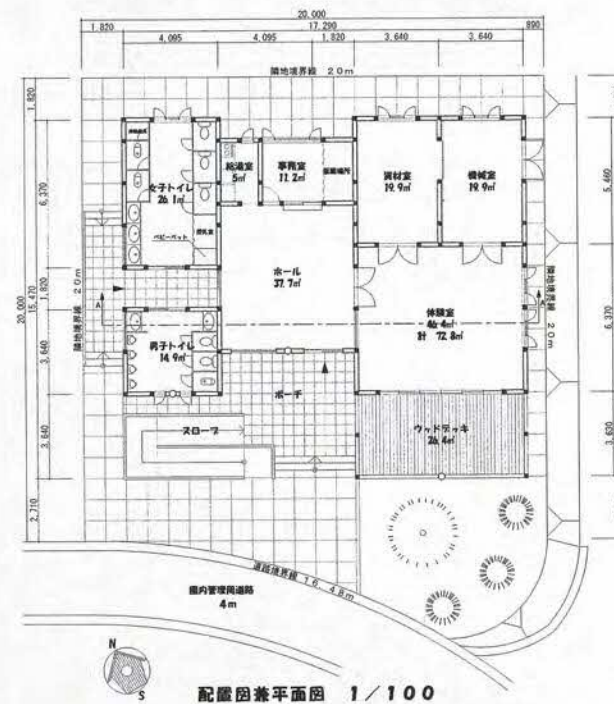 20,000
1,820
17,290
890
4,095
4,095
1,820
3,640
3,640
隣地境界線 20m
1,820
6,370
1,820
3,640
3,640
2,710
20,000
15,470
隣地境界線 20m
女子トイレ
26.1㎡
ベビーベット
授乳室
給湯室
5㎡
事務室
11.2㎡
資材室
19.9㎡
機械室
19.9㎡
ホール
37.7㎡
体験室
46.4㎡
計 72.8㎡
男子トイレ
14.9㎡
ポーチ
スロープ
ウッドデッキ
26.4㎡
A
A
隣地境界線 20m
5,460
6,370
3,630
道路境界線 16.48m
園内管理用道路
4m
N
S
配置図兼平面図 1/100